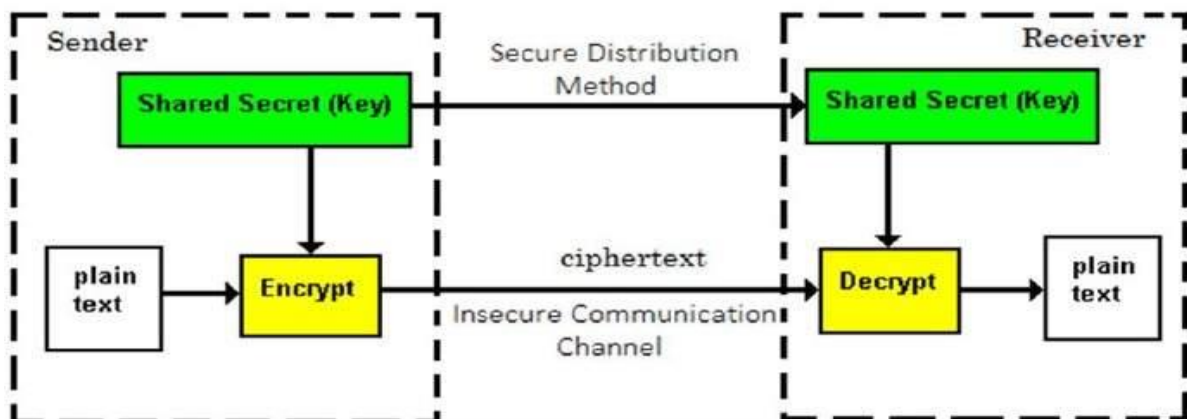 Sender
Receiver
Secure Distribution
Method
Shared Secret (Key)
Shared Secret (Key)
plain
text
Encrypt
ciphertext
Insecure Communication
Channel
Decrypt
plain
text